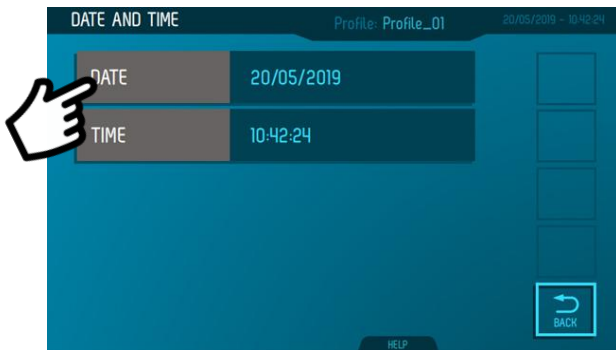 DATE AND TIME
Profile: Profile_01
20/05/2019 - 10:42:24
DATE
20/05/2019
TIME
10:42:24
BACK
HELP